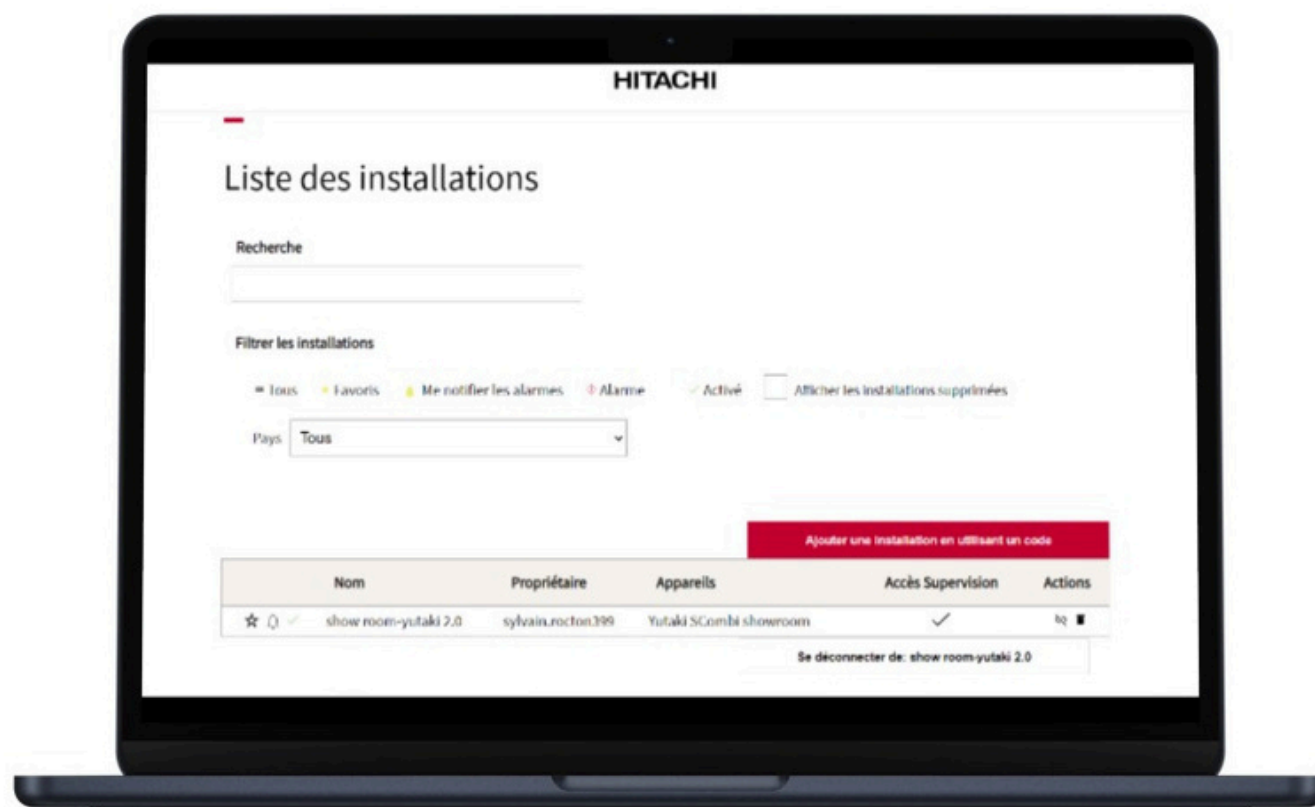 HITACHI
Liste des installations
Recherche
Filtrer les installations
Tous Favoris Me notifier les alarmes Alarme Activé Afficher les installations supprimées
Pays Tous
Ajouter une installation en utilisant un code
Nom Propriétaire Appareils Accès Supervision Actions
show room-yutaki 2.0 sylvain.rocton399 Yutaki SCombi showroom
Se déconnecter de: show room-yutaki 2.0